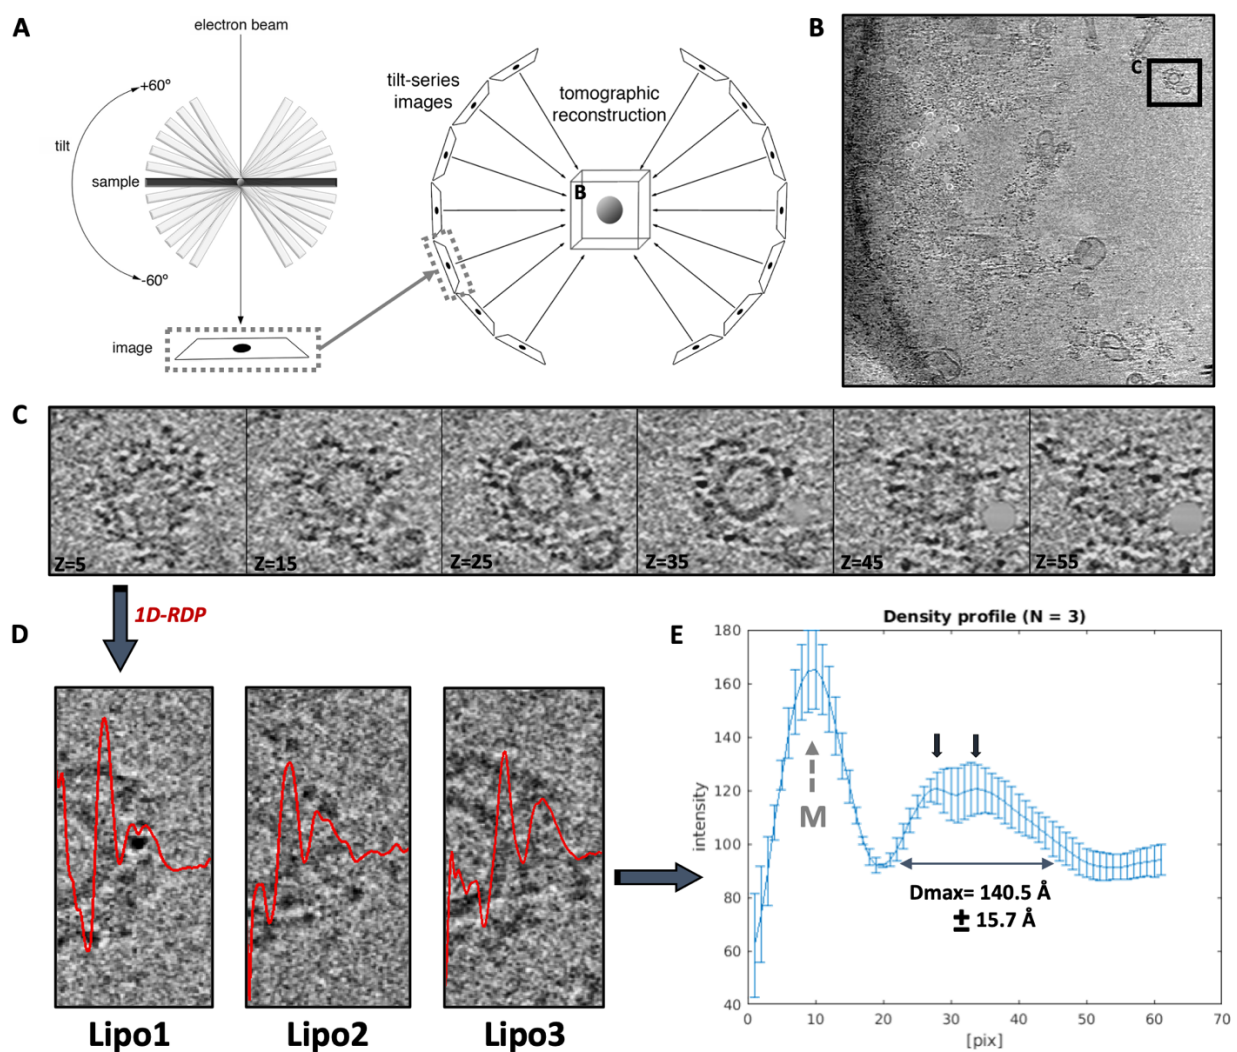 A
electron beam
+60º
tilt
sample
-60º
image
tilt-series
images
tomographic
reconstruction
B
B
C
C
Z=5
Z=15
Z=25
Z=35
Z=45
Z=55
1D-RDP
D
Lipo1
Lipo2
Lipo3
E
Density profile (N = 3)
180
160
140
120
100
80
60
40
intensity
M
Dmax= 140.5 Å
± 15.7 Å
0
10
20
30
40
50
60
70
[pix]